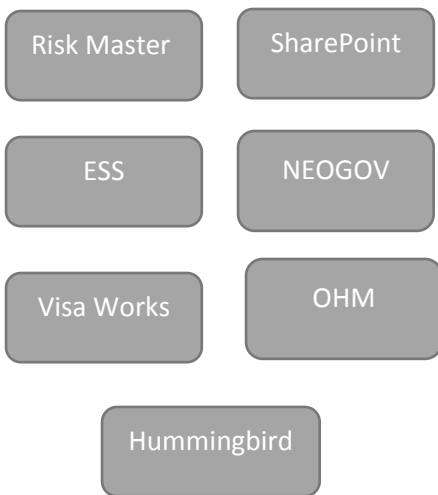 Risk Master
SharePoint
ESS
NEOGOV
Visa Works
OHM
Hummingbird